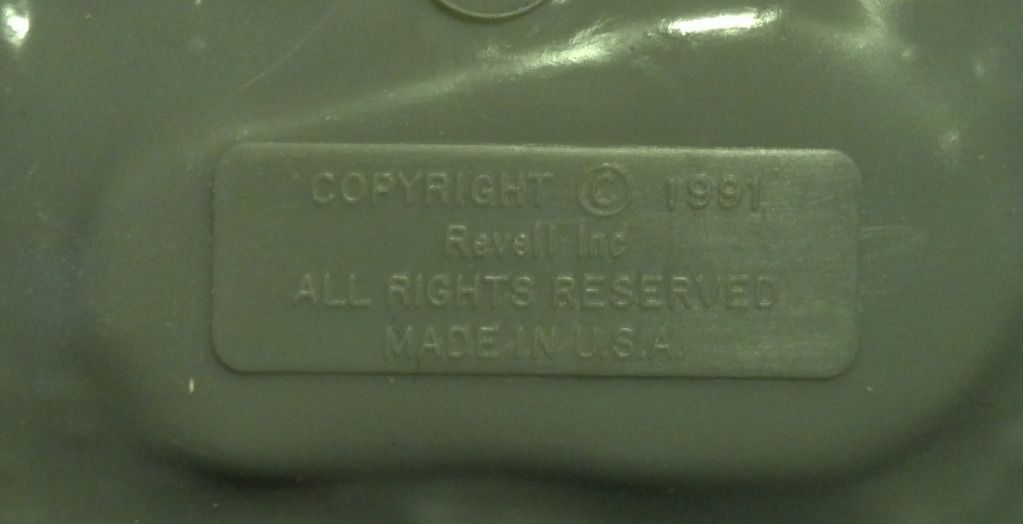 COPYRIGHT © 1991
Revell Inc
ALL RIGHTS RESERVED
MADE IN U.S.A.